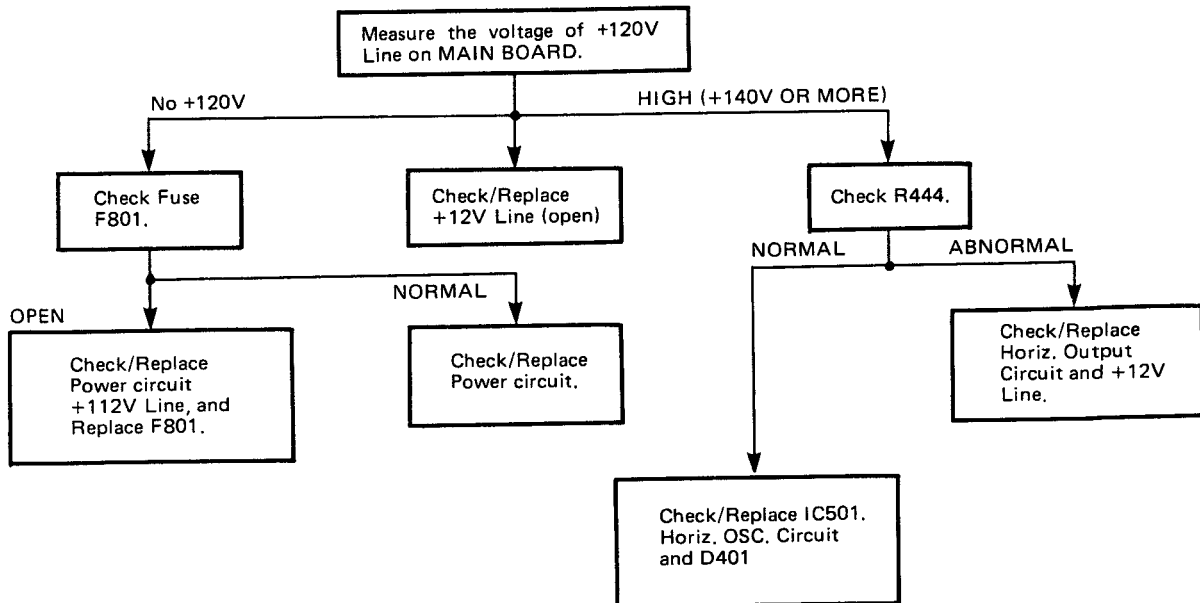 Measure the voltage of +120V
Line on MAIN BOARD.
No +120V
HIGH (+140V OR MORE)
Check Fuse
F801.
Check/Replace
+12V Line (open)
Check R444.
NORMAL
ABNORMAL
OPEN
NORMAL
Check/Replace
Power circuit
+112V Line, and
Replace F801.
Check/Replace
Power circuit.
Check/Replace
Horiz. Output
Circuit and +12V
Line.
Check/Replace IC501.
Horiz. OSC. Circuit
and D401